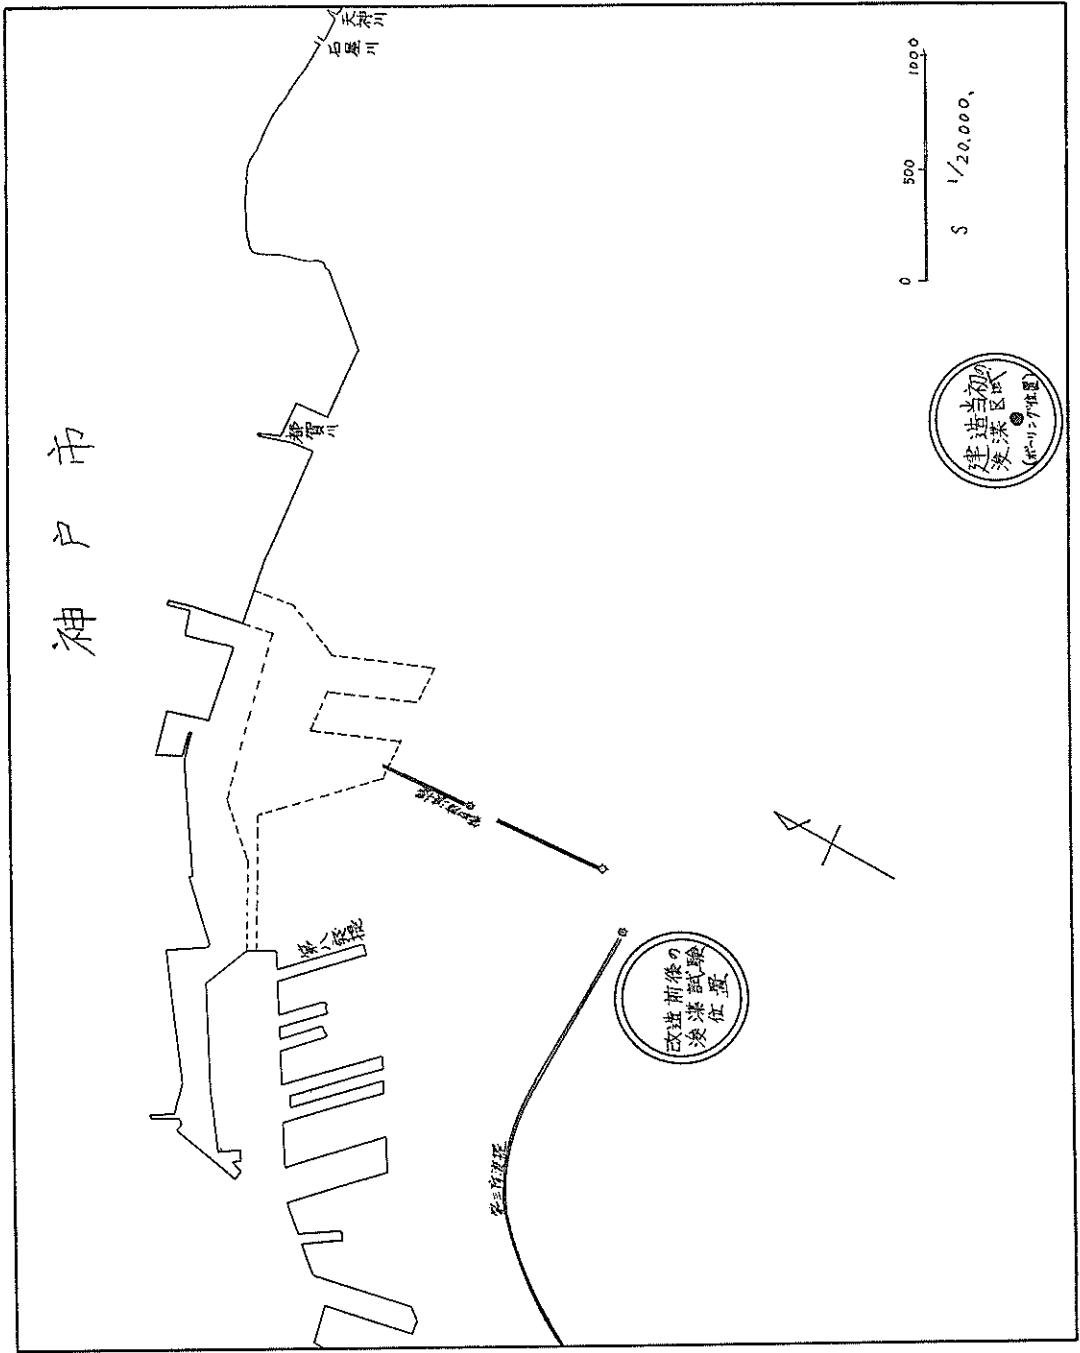 神戸市
天神川
石屋川
都賀川
第八突堤
第三防波堤
改造前後の
浚渫試験
位置
建造当初の
浚渫区域
(ボーリング位置)
0 500 1000
S 1/20.000、